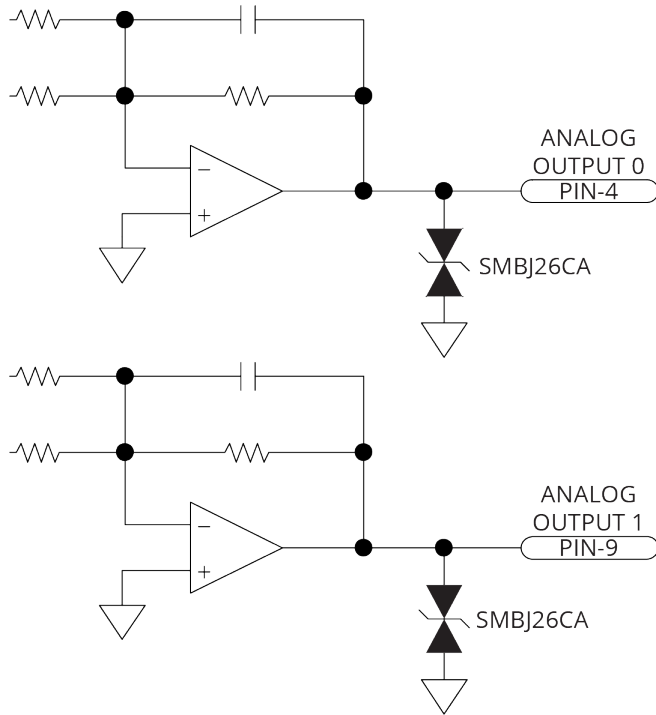 ANALOG
OUTPUT 0
PIN-4
−
+
SMBJ26CA
ANALOG
OUTPUT 1
PIN-9
−
+
SMBJ26CA